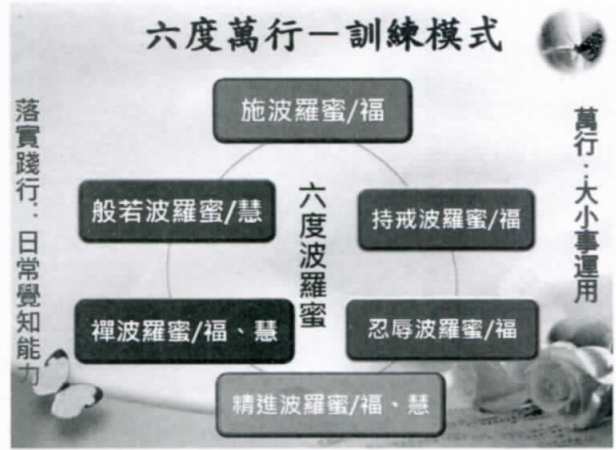 六度萬行－訓練模式
落實踐行：日常覺知能力
施波羅蜜/福
持戒波羅蜜/福
忍辱波羅蜜/福
精進波羅蜜/福、慧
禪波羅蜜/福、慧
般若波羅蜜/慧
六度波羅蜜
萬行：大小事運用